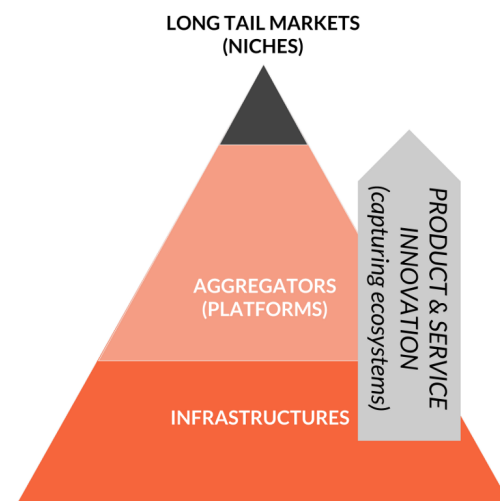 LONG TAIL MARKETS
(NICHES)
AGGREGATORS
(PLATFORMS)
INFRASTRUCTURES
PRODUCT & SERVICE
INNOVATION
(capturing ecosystems)